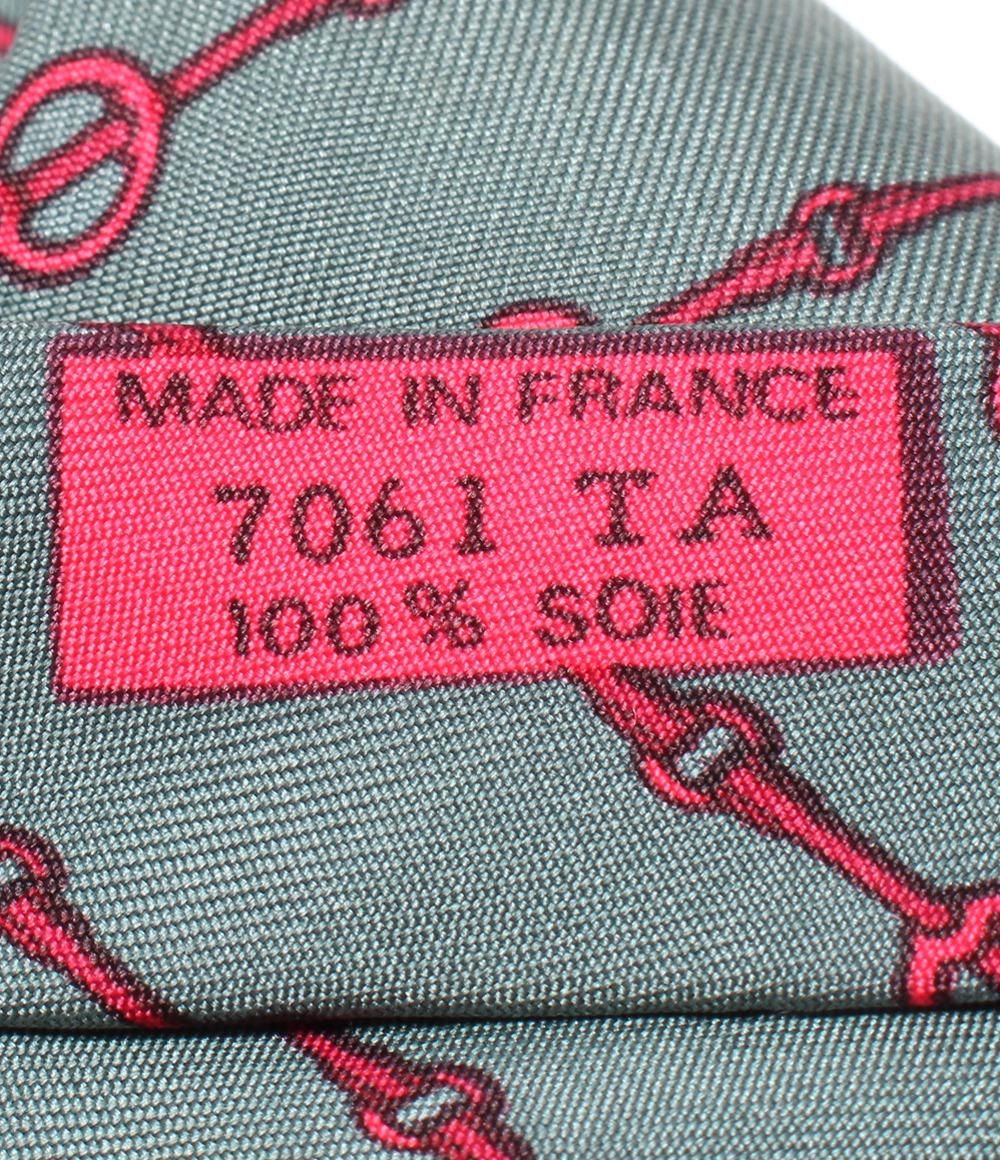 MADE IN FRANCE
7061 TA
100% SOIE